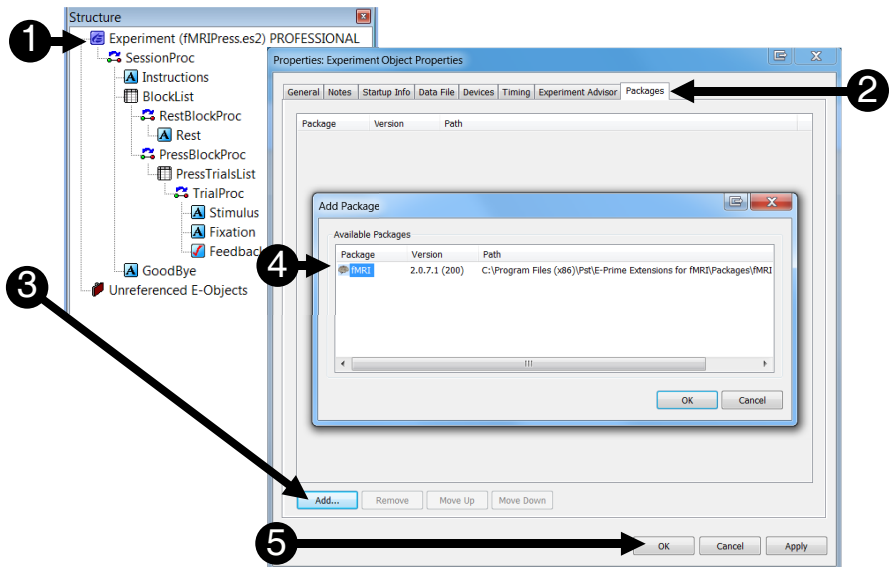 Structure
1
Experiment (fMRIPress.es2) PROFESSIONAL
SessionProc
Instructions
BlockList
RestBlockProc
Rest
PressBlockProc
PressTrialsList
TrialProc
Stimulus
Fixation
Feedback
GoodBye
Unreferenced E-Objects
Properties: Experiment Object Properties
General Notes Startup Info Data File Devices Timing Experiment Advisor Packages
2
Package Version Path
Add Package
Available Packages
Package Version Path
4
fMRI 2.0.7.1 (200) C:\Program Files (x86)\Pst\E-Prime Extensions for fMRI\Packages\fMRI
OK Cancel
3
Add... Remove Move Up Move Down
5
OK Cancel Apply